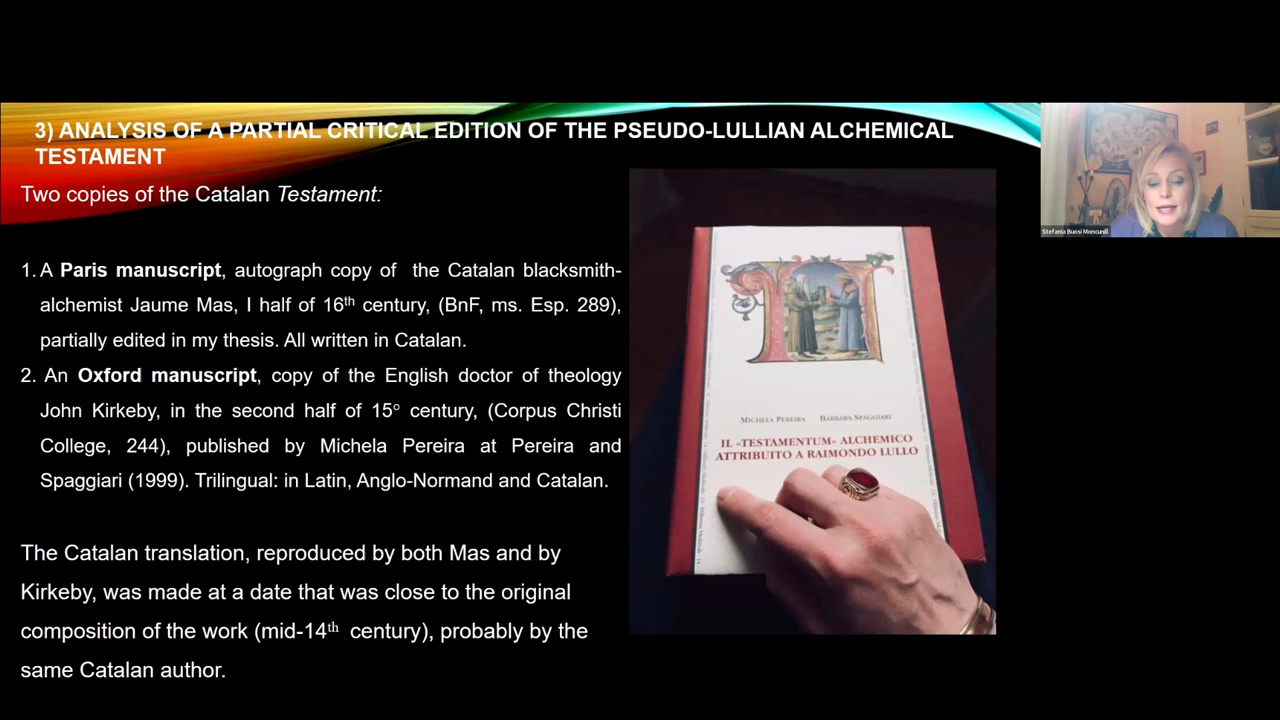 3) ANALYSIS OF A PARTIAL CRITICAL EDITION OF THE PSEUDO-LULLIAN ALCHEMICAL
TESTAMENT
Two copies of the Catalan Testament:
1. A Paris manuscript, autograph copy of the Catalan blacksmith-
alchemist Jaume Mas, I half of 16th century, (BnF, ms. Esp. 289),
partially edited in my thesis. All written in Catalan.
2. An Oxford manuscript, copy of the English doctor of theology
John Kirkeby, in the second half of 15° century, (Corpus Christi
College, 244), published by Michela Pereira at Pereira and
Spaggiari (1999). Trilingual: in Latin, Anglo-Normand and Catalan.
The Catalan translation, reproduced by both Mas and by
Kirkeby, was made at a date that was close to the original
composition of the work (mid-14th century), probably by the
same Catalan author.
MICHELA PEREIRA BARBARA SPAGGIARI
IL «TESTAMENTUM» ALCHEMICO
ATTRIBUITO A RAIMONDO LULLO
Stefania Buosi Moncunill